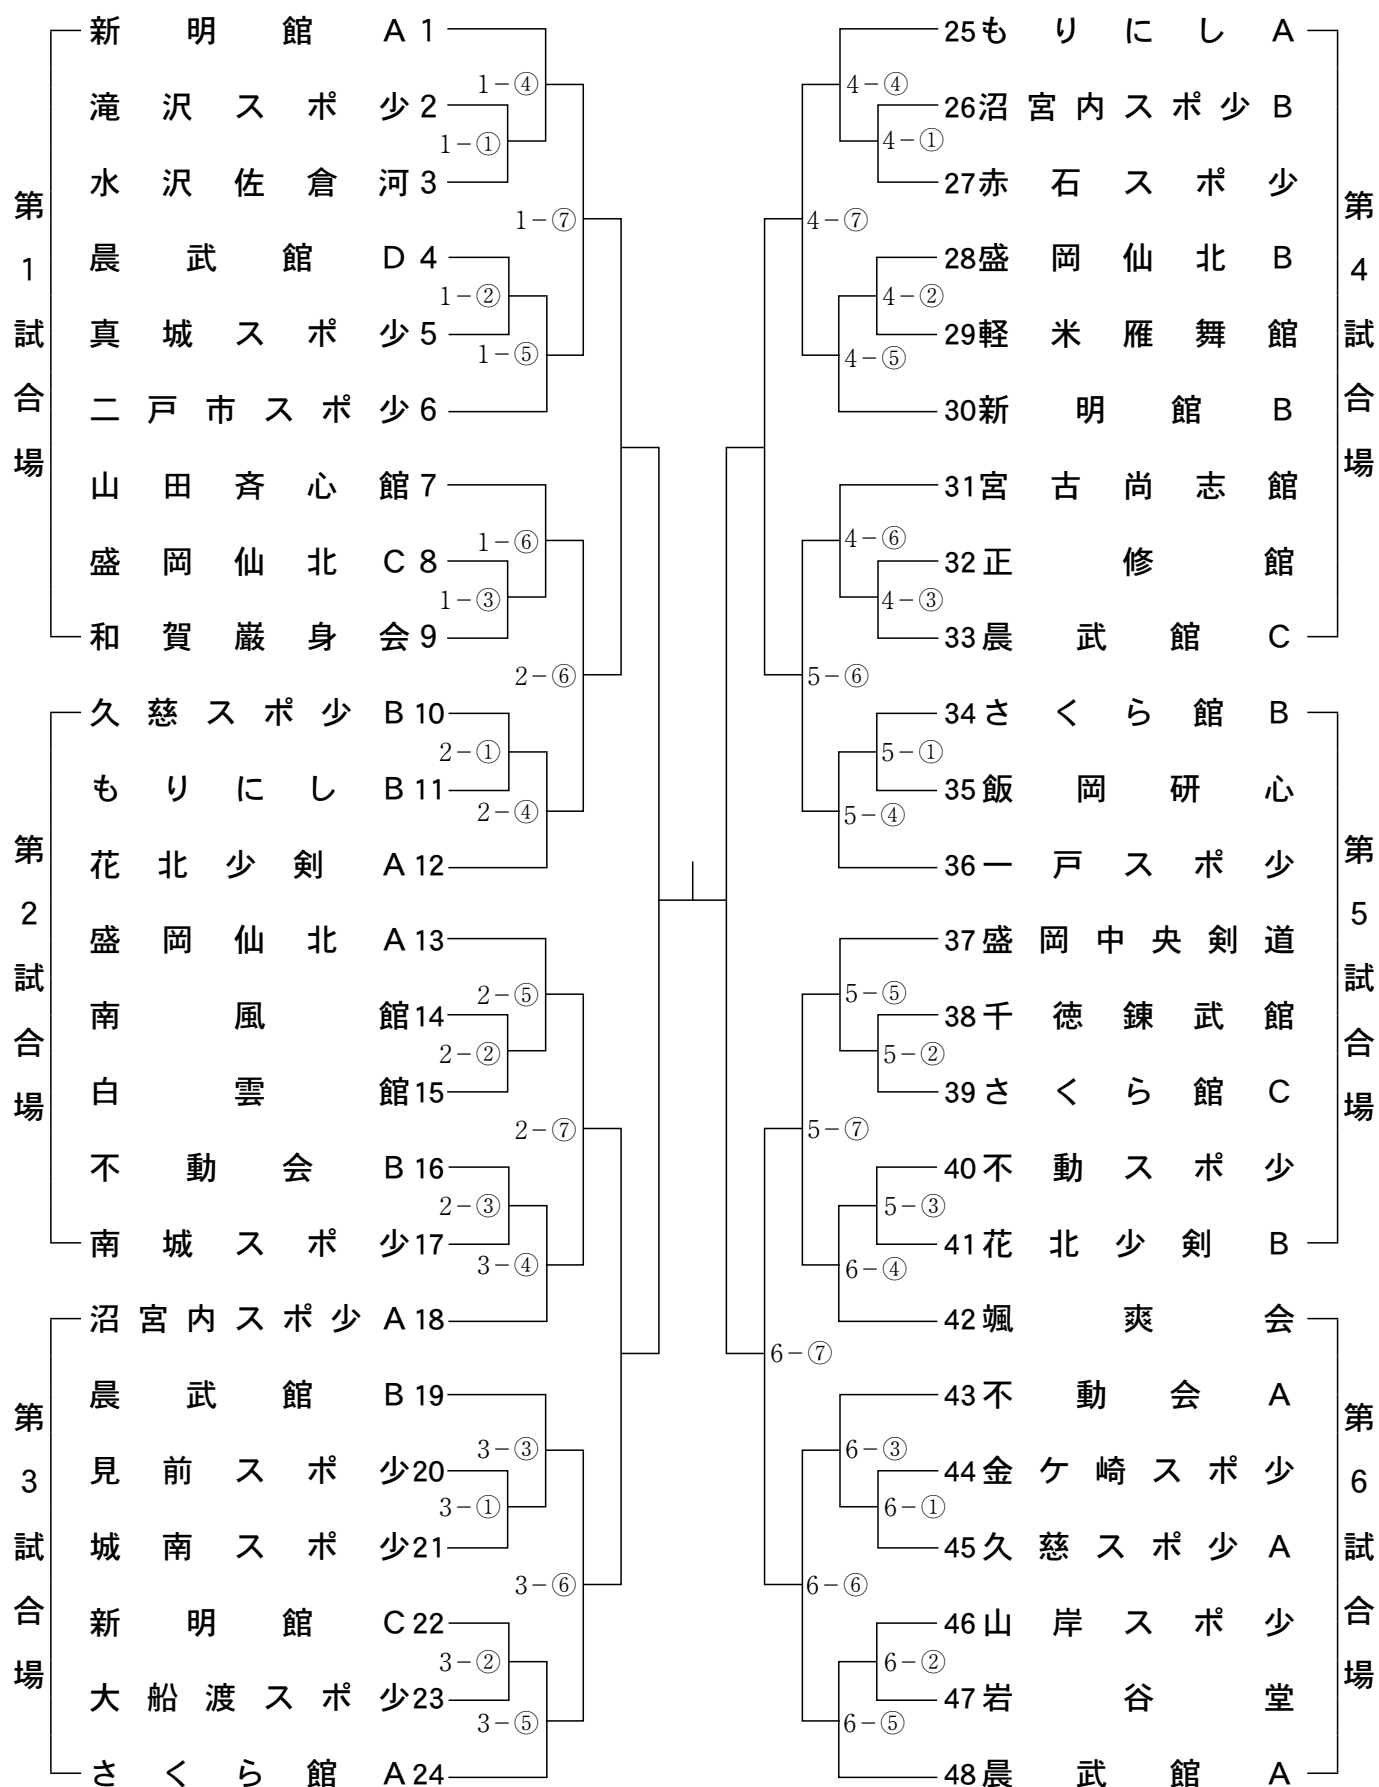 第1試合場
新明館A 1
滝沢スポ少 2
水沢佐倉河 3
晨武館D 4
真城スポ少 5
二戸市スポ少 6
山田斉心館 7
盛岡仙北C 8
和賀巌身会 9
1-④
1-①
1-⑦
1-②
1-⑤
1-⑥
1-③
2-⑥
第2試合場
久慈スポ少B 10
もりにしB 11
花北少剣A 12
盛岡仙北A 13
南風館 14
白雲館 15
不動会B 16
南城スポ少 17
2-①
2-④
2-⑤
2-②
2-⑦
2-③
3-④
第3試合場
沼宮内スポ少A 18
晨武館B 19
見前スポ少 20
城南スポ少 21
新明館C 22
大船渡スポ少 23
さくら館A 24
3-③
3-①
3-⑥
3-②
3-⑤
第4試合場
25 もりにしA
26 沼宮内スポ少B
27 赤石スポ少
28 盛岡仙北B
29 軽米雁舞館
30 新明館B
31 宮古尚志館
32 正修館
33 晨武館C
4-④
4-①
4-⑦
4-②
4-⑤
4-⑥
4-③
5-⑥
第5試合場
34 さくら館B
35 飯岡研心
36 一戸スポ少
37 盛岡中央剣道
38 千徳錬武館
39 さくら館C
40 不動スポ少
41 花北少剣B
5-①
5-④
5-⑤
5-②
5-⑦
5-③
6-④
第6試合場
42 颯爽会
43 不動会A
44 金ケ崎スポ少
45 久慈スポ少A
46 山岸スポ少
47 岩谷堂
48 晨武館A
6-⑦
6-③
6-①
6-⑥
6-②
6-⑤